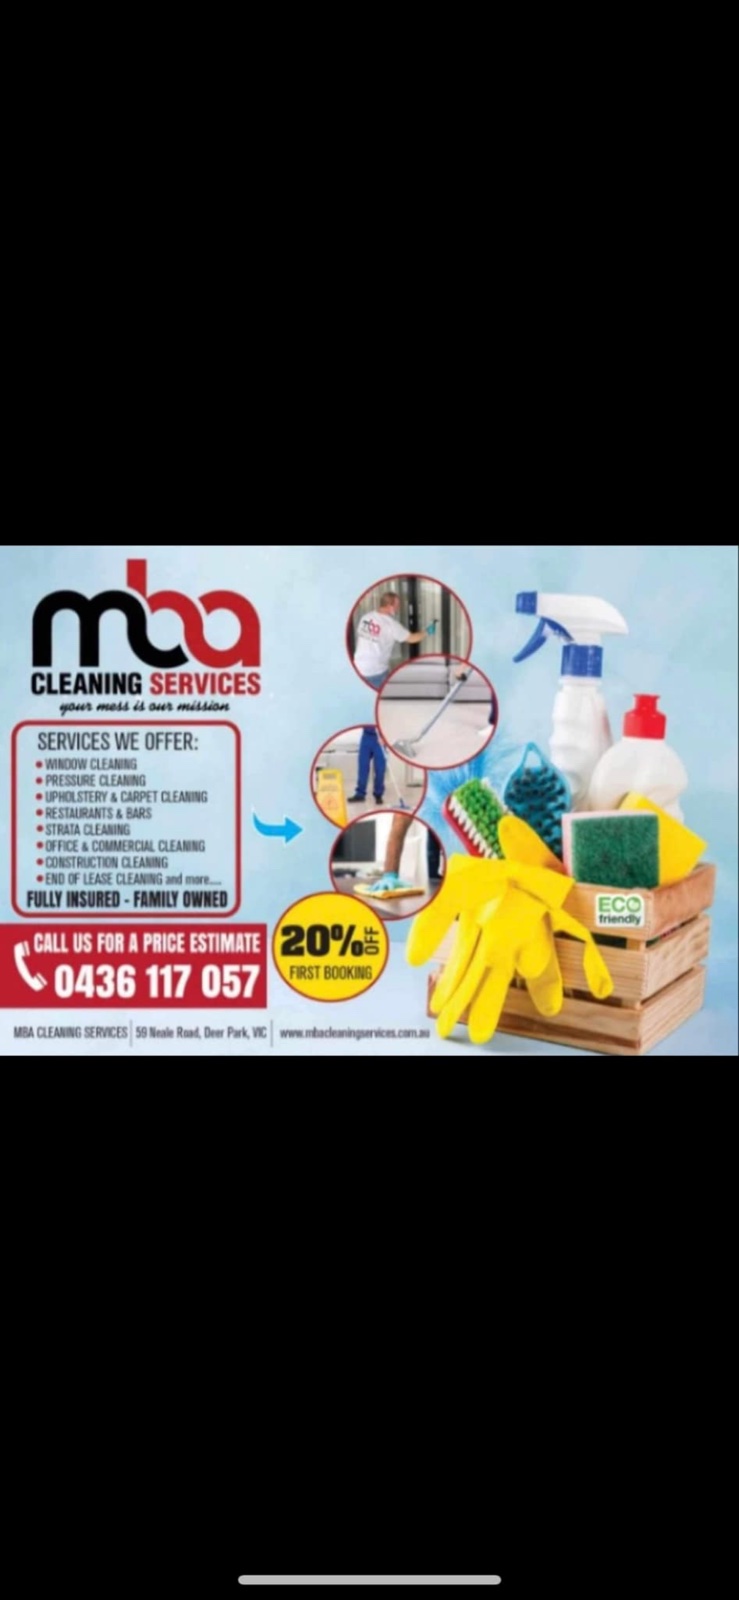 mba
CLEANING SERVICES
your mess is our mission
SERVICES WE OFFER:
• WINDOW CLEANING
• PRESSURE CLEANING
• UPHOLSTERY & CARPET CLEANING
• RESTAURANTS & BARS
• STRATA CLEANING
• OFFICE & COMMERCIAL CLEANING
• CONSTRUCTION CLEANING
• END OF LEASE CLEANING and more....
FULLY INSURED - FAMILY OWNED
CALL US FOR A PRICE ESTIMATE
0436 117 057
20% OFF
FIRST BOOKING
mba
ECO
friendly
MBA CLEANING SERVICES | 59 Neale Road, Deer Park, VIC | www.mbacleaningservices.com.au